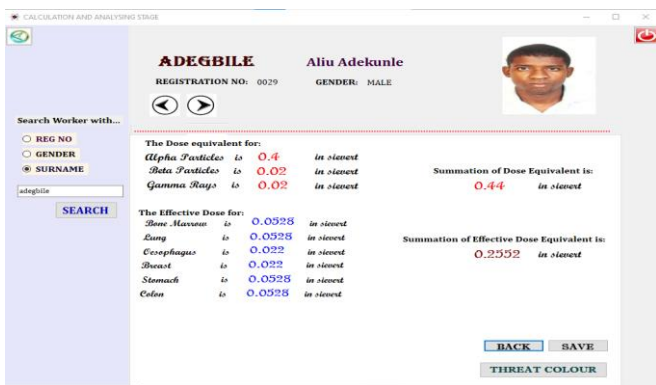 CALCULATION AND ANALYSING STAGE
ADEGBILE Aliu Adekunle
REGISTRATION NO: 0029 GENDER: MALE
Search Worker with...
REG NO
GENDER
SURNAME
adegbile
SEARCH
The Dose equivalent for:
Alpha Particles is 0.4 in sievert
Beta Particles is 0.02 in sievert
Gamma Rays is 0.02 in sievert
Summation of Dose Equivalent is:
0.44 in sievert
The Effective Dose for:
Bone Marrow is 0.0528 in sievert
Lung is 0.0528 in sievert
Oesophagus is 0.022 in sievert
Breast is 0.022 in sievert
Stomach is 0.0528 in sievert
Colon is 0.0528 in sievert
Summation of Effective Dose Equivalent is:
0.2552 in sievert
BACK SAVE
THREAT COLOUR